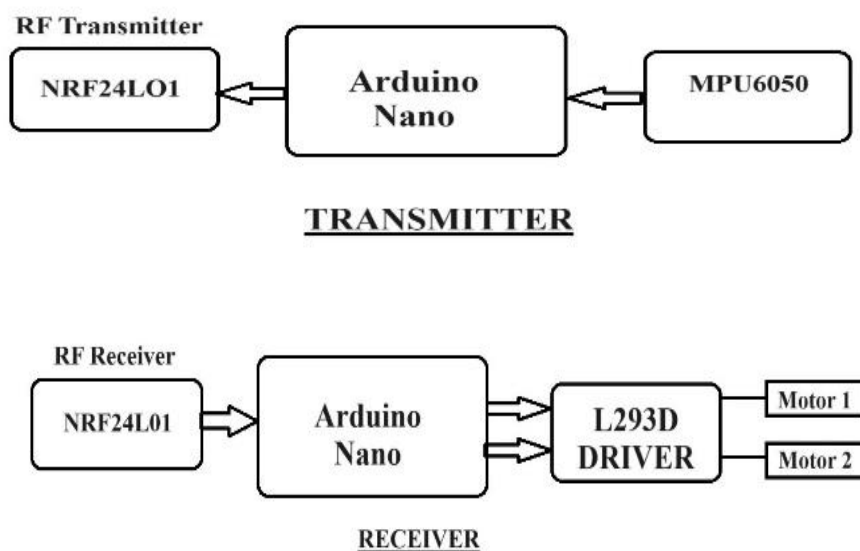 RF Transmitter
NRF24LO1
Arduino
Nano
MPU6050
TRANSMITTER
RF Receiver
NRF24L01
Arduino
Nano
L293D
DRIVER
Motor 1
Motor 2
RECEIVER